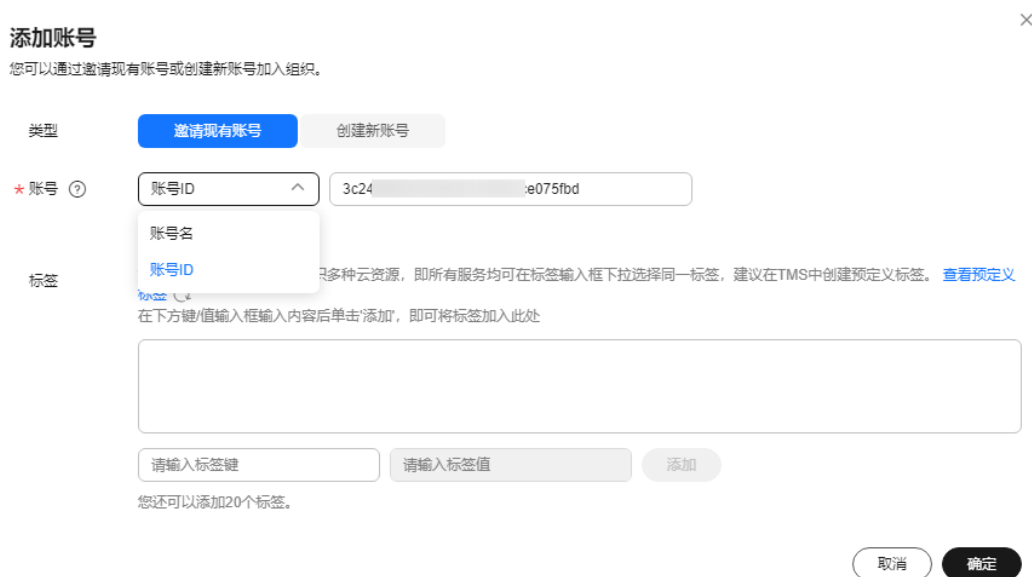 添加账号
您可以通过邀请现有账号或创建新账号加入组织。
类型
邀请现有账号
创建新账号
* 账号 ?
账号ID
3c24
e075fbd
账号名
账号ID
标签
多种云资源，即所有服务均可在标签输入框下拉选择同一标签，建议在TMS中创建预定义标签。 查看预定义
标签
在下方键/值输入框输入内容后单击'添加'，即可将标签加入此处
请输入标签键
请输入标签值
添加
您还可以添加20个标签。
取消
确定